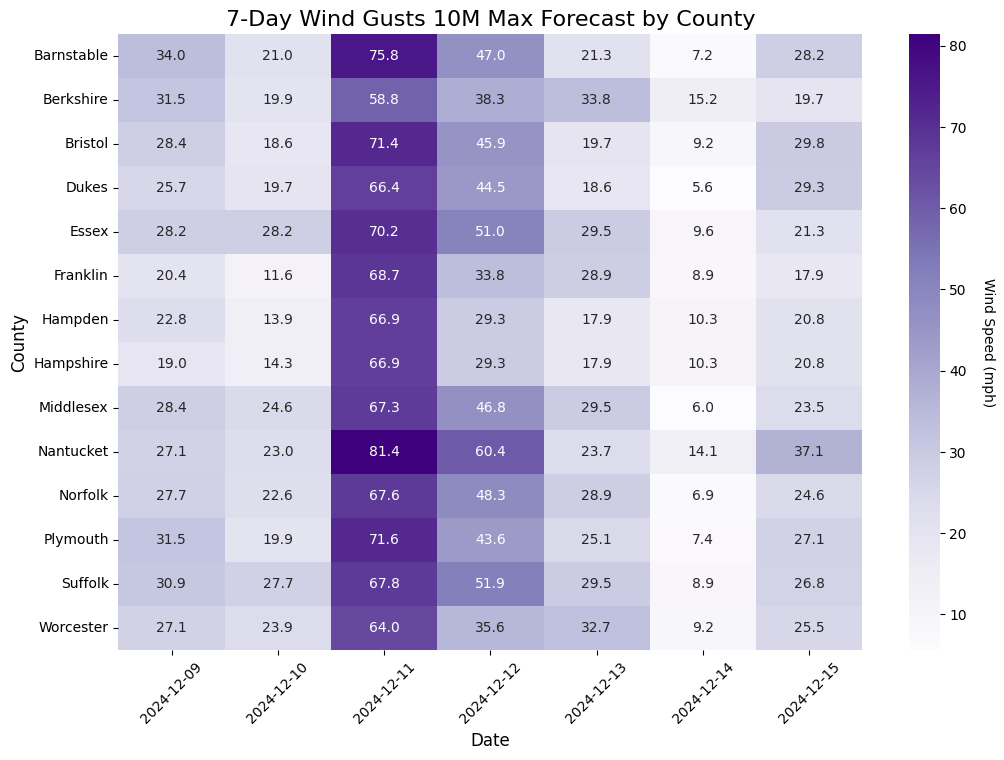 7-Day Wind Gusts 10M Max Forecast by County
Barnstable 34.0 21.0 75.8 47.0 21.3 7.2 28.2
Berkshire 31.5 19.9 58.8 38.3 33.8 15.2 19.7
Bristol 28.4 18.6 71.4 45.9 19.7 9.2 29.8
Dukes 25.7 19.7 66.4 44.5 18.6 5.6 29.3
Essex 28.2 28.2 70.2 51.0 29.5 9.6 21.3
Franklin 20.4 11.6 68.7 33.8 28.9 8.9 17.9
Hampden 22.8 13.9 66.9 29.3 17.9 10.3 20.8
Hampshire 19.0 14.3 66.9 29.3 17.9 10.3 20.8
Middlesex 28.4 24.6 67.3 46.8 29.5 6.0 23.5
Nantucket 27.1 23.0 81.4 60.4 23.7 14.1 37.1
Norfolk 27.7 22.6 67.6 48.3 28.9 6.9 24.6
Plymouth 31.5 19.9 71.6 43.6 25.1 7.4 27.1
Suffolk 30.9 27.7 67.8 51.9 29.5 8.9 26.8
Worcester 27.1 23.9 64.0 35.6 32.7 9.2 25.5
2024-12-09 2024-12-10 2024-12-11 2024-12-12 2024-12-13 2024-12-14 2024-12-15
Date
County
80
70
60
50
40
30
20
10
Wind Speed (mph)